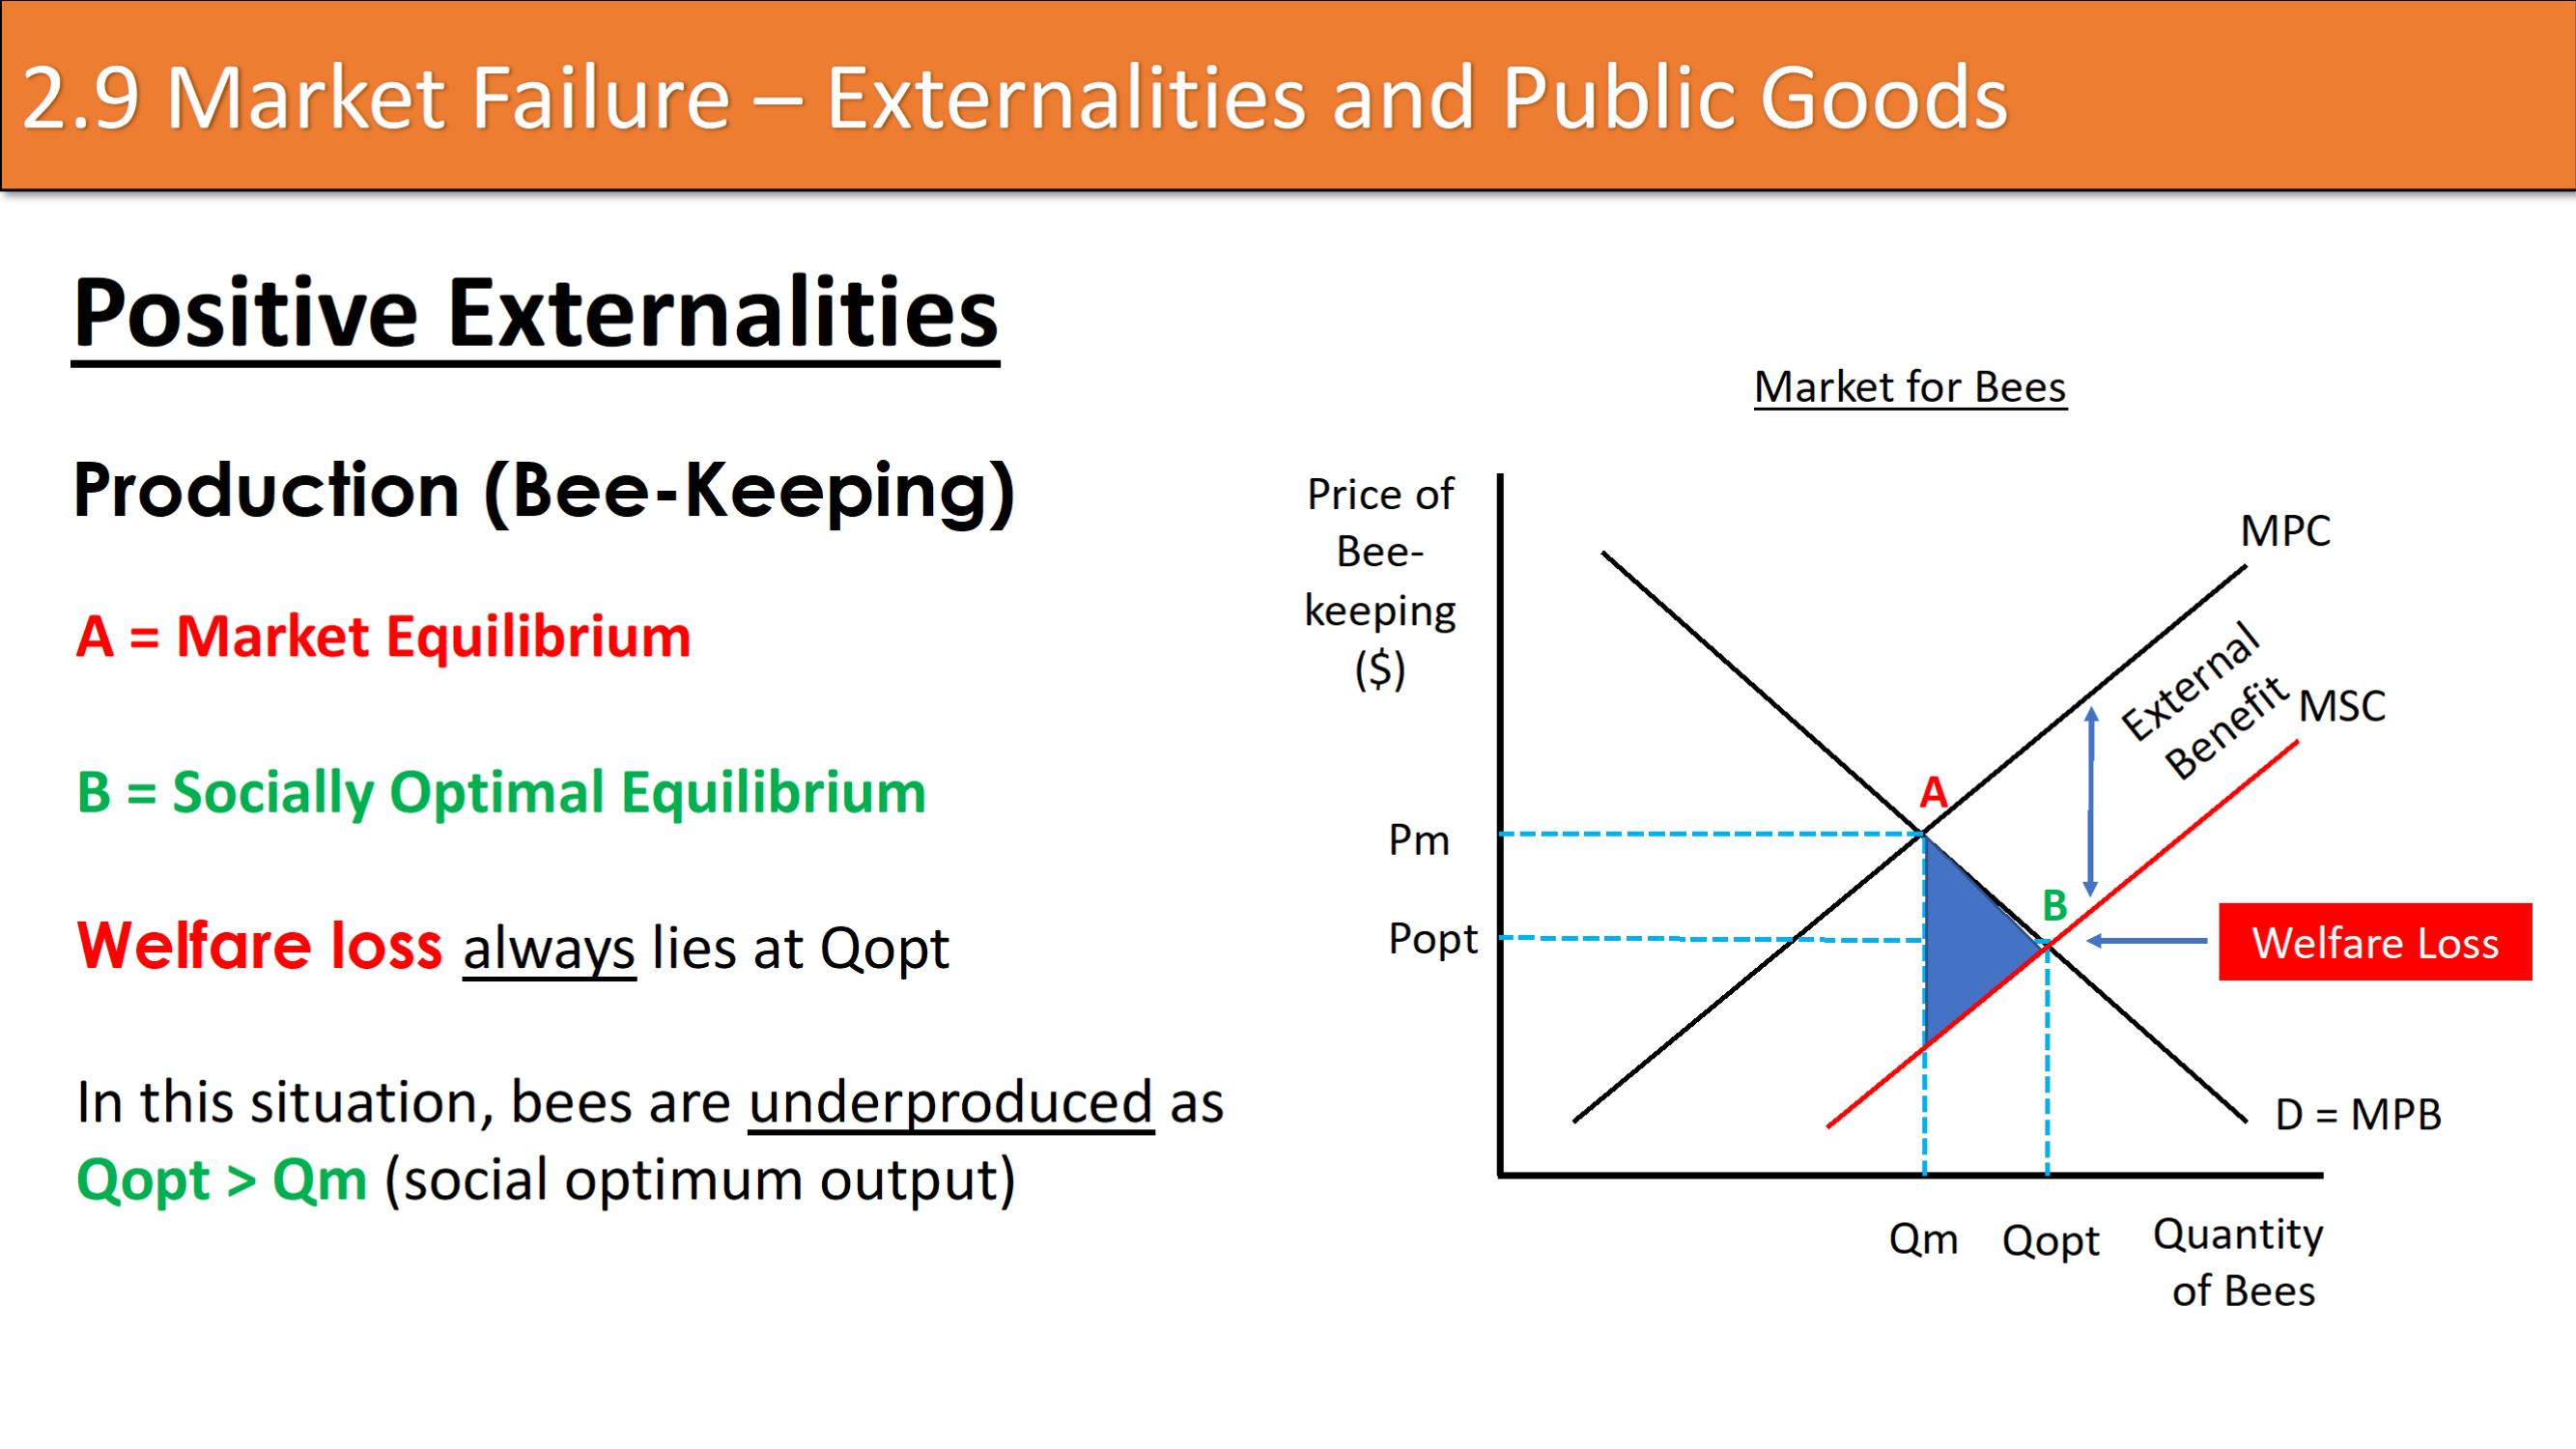 2.9 Market Failure – Externalities and Public Goods
Positive Externalities
Production (Bee-Keeping)
A = Market Equilibrium
B = Socially Optimal Equilibrium
Welfare loss always lies at Qopt
In this situation, bees are underproduced as
Qopt > Qm (social optimum output)
Market for Bees
Price of
Bee-
keeping
($)
MPC
External
Benefit
MSC
A
Pm
B
Popt
Welfare Loss
D = MPB
Qm
Qopt
Quantity
of Bees